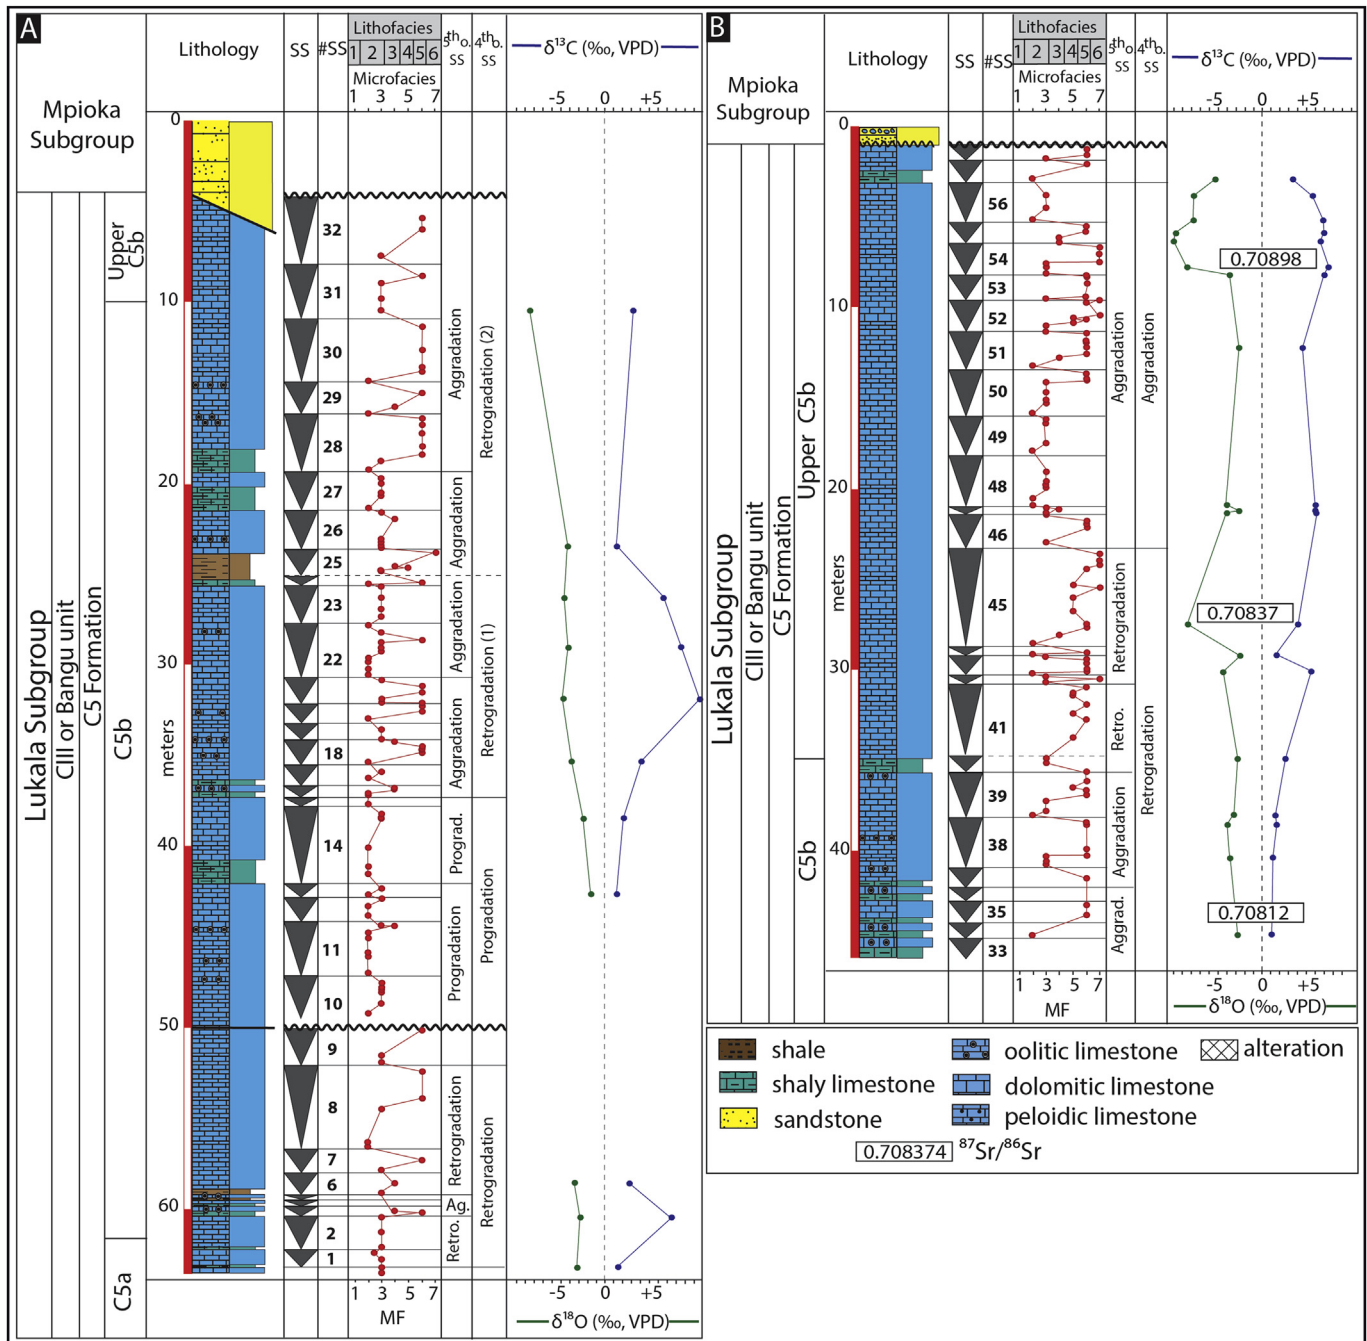 A
Lithology
SS
#SS
Lithofacies
1 2 3 4 5 6
Microfacies
1 3 5 7
5th o. SS
4th o. SS
δ13C (‰, VPD)
-5 0 +5
Mpioka
Subgroup
Lukala Subgroup
CIII or Bangu unit
C5 Formation
Upper
C5b
C5b
C5a
meters
0
10
20
30
40
50
60
32
31
30
29
28
27
26
25
23
22
18
14
11
10
9
8
7
6
2
1
Aggradation
Aggradation
Aggradation
Aggradation
Prograd.
Progradation
Retrogradation
Ag.
Retro.
Retrogradation (2)
Retrogradation (1)
Progradation
Retrogradation
1 3 5 7
MF
-5 0 +5
δ18O (‰, VPD)
B
Lithology
SS
#SS
Lithofacies
1 2 3 4 5 6
Microfacies
1 3 5 7
5th o. SS
4th o. SS
δ13C (‰, VPD)
-5 0 +5
Mpioka
Subgroup
Lukala Subgroup
CIII or Bangu unit
C5 Formation
Upper C5b
C5b
meters
0
10
20
30
40
56
54
53
52
51
50
49
48
46
45
41
39
38
35
33
Aggradation
Retrogradation
Retro.
Aggradation
Aggrad.
Aggradation
Retrogradation
0.70898
0.70837
0.70812
1 3 5 7
MF
-5 0 +5
δ18O (‰, VPD)
shale
shaly limestone
sandstone
oolitic limestone
dolomitic limestone
peloidic limestone
alteration
0.708374 87Sr/86Sr